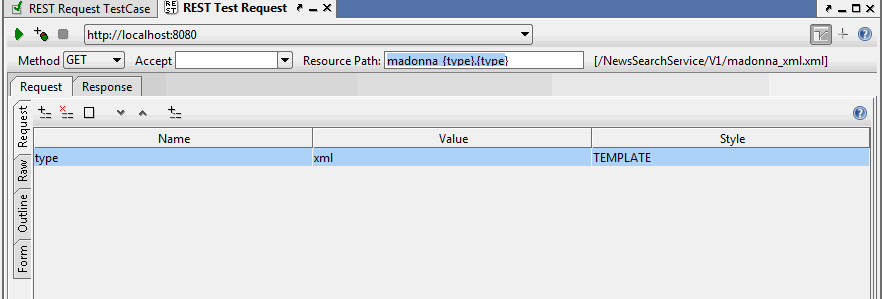 REST Request TestCase REST Test Request
http://localhost:8080
Method GET Accept Resource Path: madonna_{type}.{type} [/NewsSearchService/V1/madonna_xml.xml]
Request Response
Request
Raw
Outline
Form
Name Value Style
type xml TEMPLATE